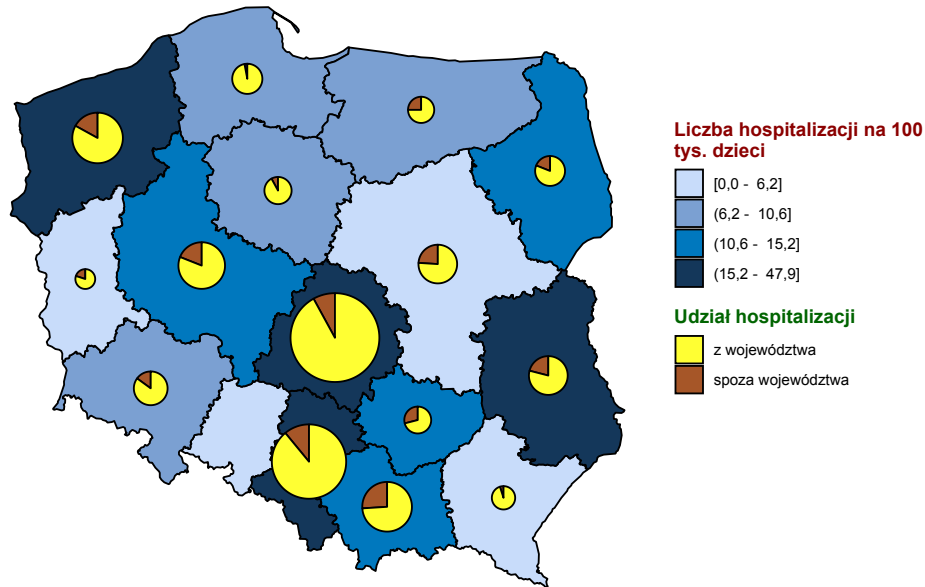 Liczba hospitalizacji na 100
tys. dzieci
[0,0 - 6,2]
(6,2 - 10,6]
(10,6 - 15,2]
(15,2 - 47,9]
Udział hospitalizacji
z województwa
spoza województwa